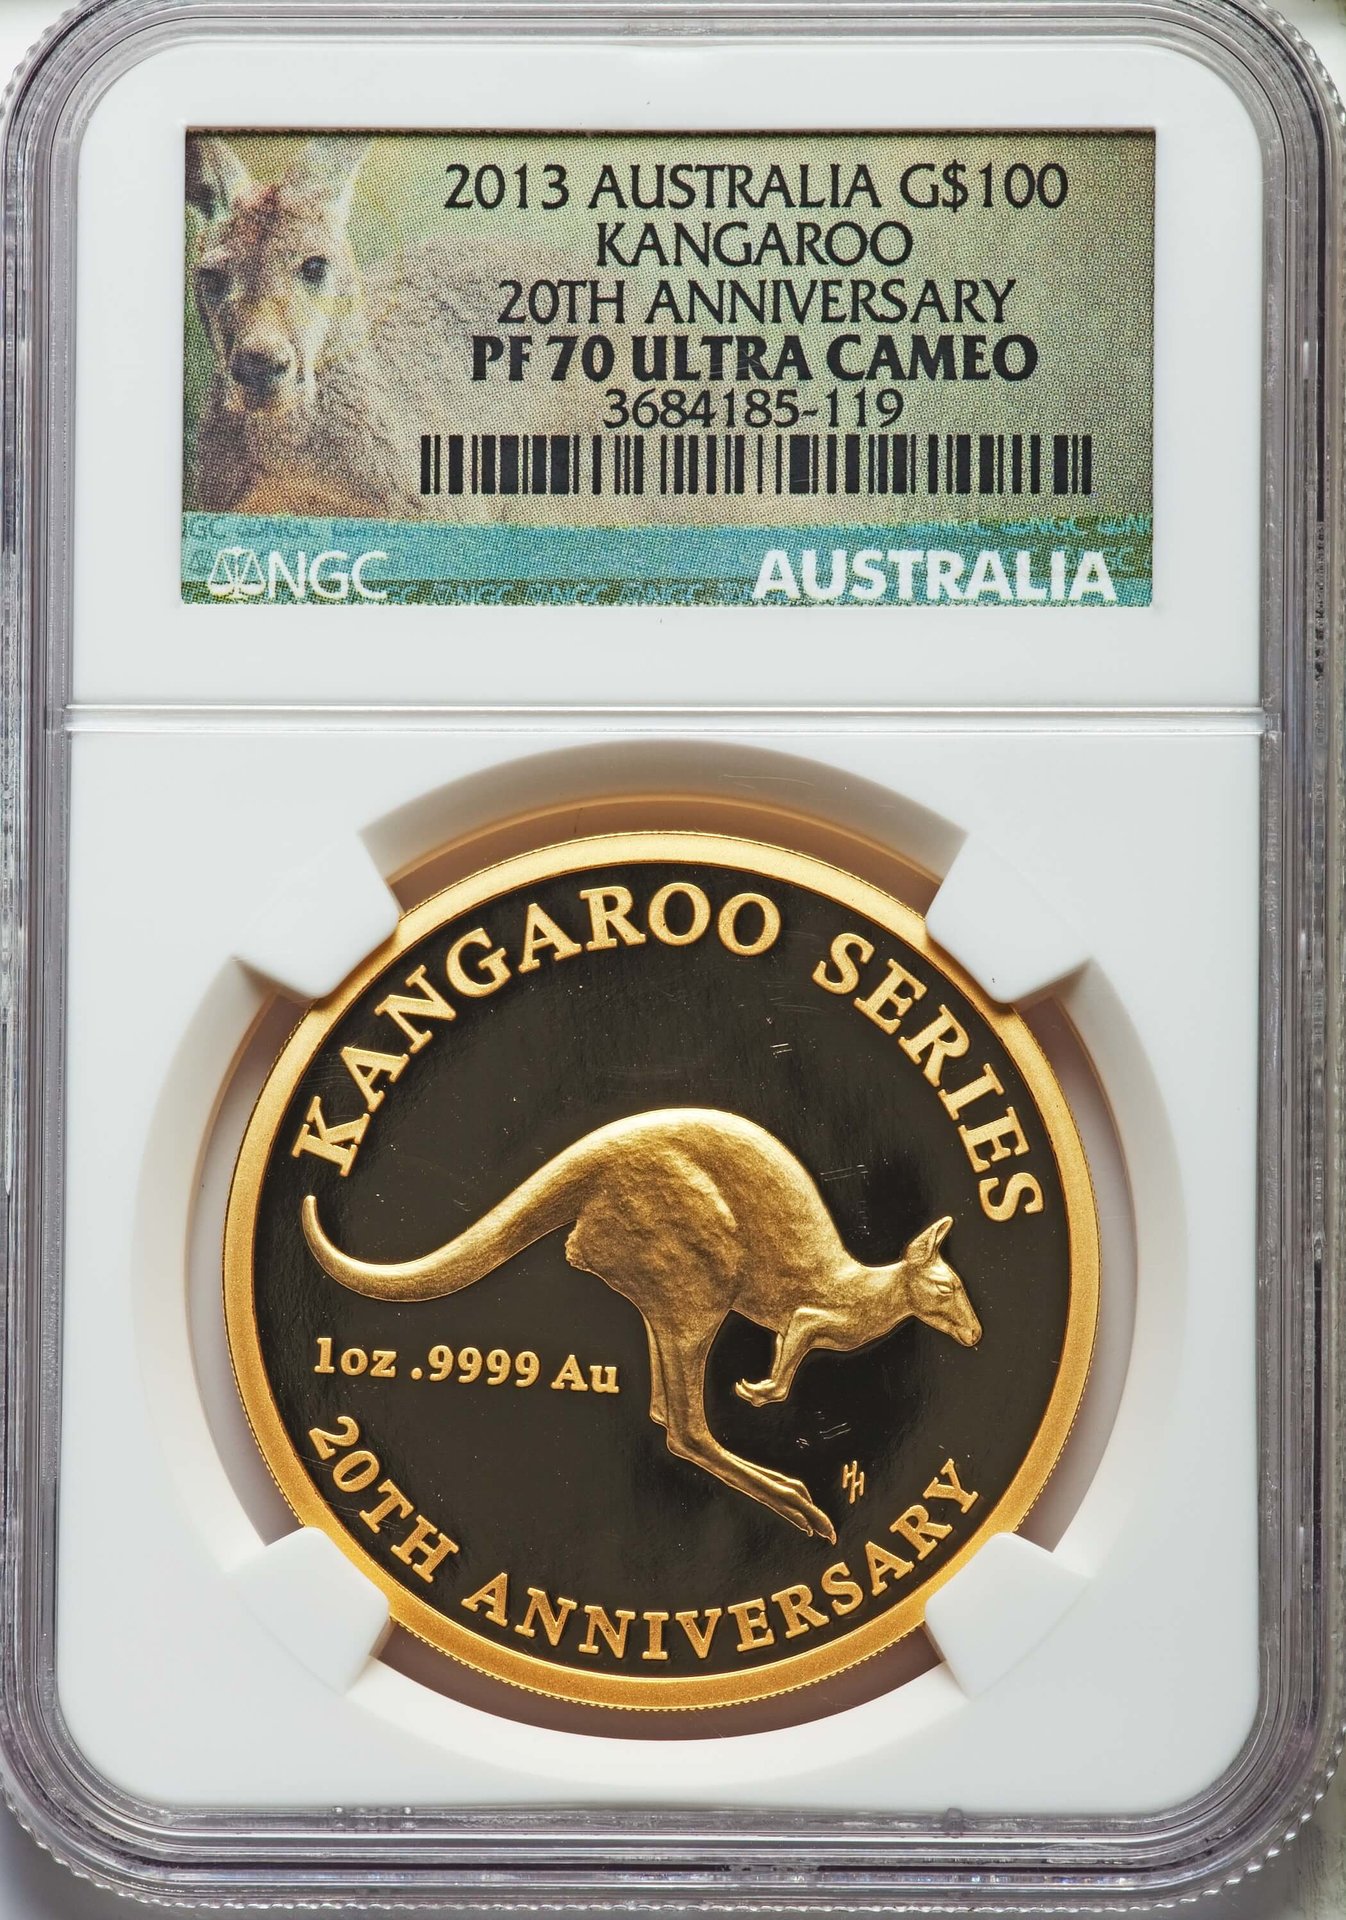 2013 AUSTRALIA G$100
KANGAROO
20TH ANNIVERSARY
PF 70 ULTRA CAMEO
3684185-119
NGC
AUSTRALIA
KANGAROO SERIES
1oz .9999 Au
HH
20TH ANNIVERSARY